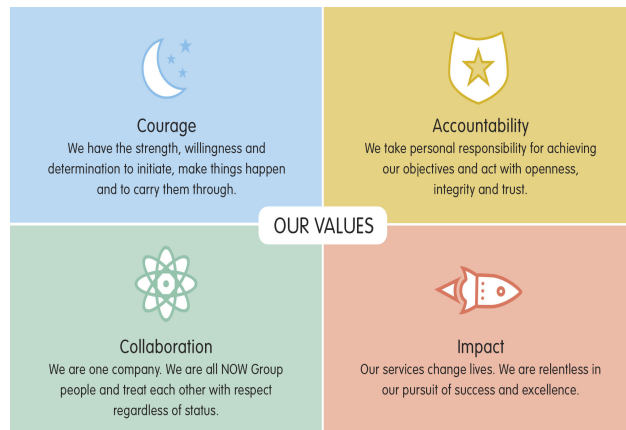 Courage
We have the strength, willingness and
determination to initiate, make things happen
and to carry them through.
Accountability
We take personal responsibility for achieving
our objectives and act with openness,
integrity and trust.
OUR VALUES
Collaboration
We are one company. We are all NOW Group
people and treat each other with respect
regardless of status.
Impact
Our services change lives. We are relentless in
our pursuit of success and excellence.